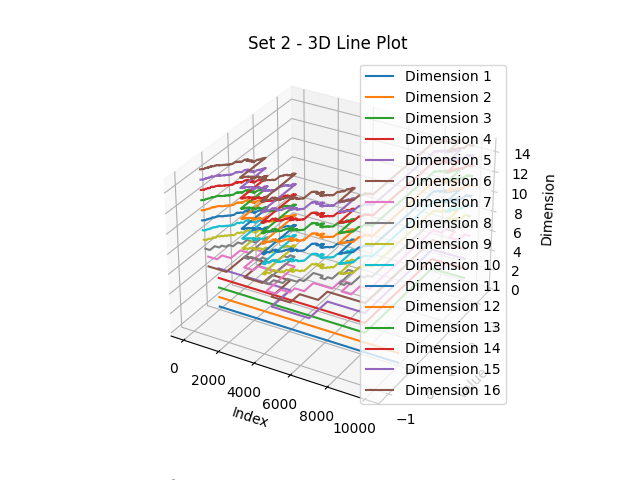 Set 2 - 3D Line Plot
Dimension 1
Dimension 2
Dimension 3
Dimension 4
Dimension 5
Dimension 6
Dimension 7
Dimension 8
Dimension 9
Dimension 10
Dimension 11
Dimension 12
Dimension 13
Dimension 14
Dimension 15
Dimension 16
14
12
10
8
6
4
2
0
Dimension
0
2000
4000
6000
8000
10000
Index
−1